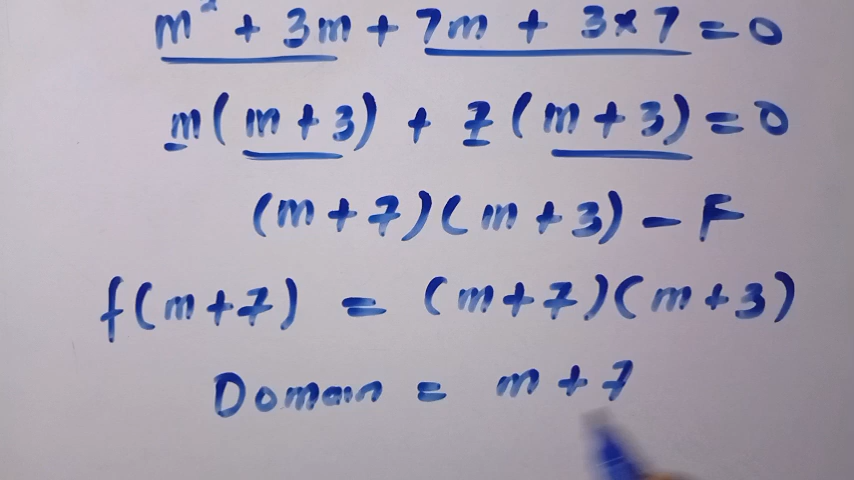 m² + 3m + 7m + 3×7 = 0
m(m+3) + 7(m+3) = 0
(m+7)(m+3) - F
f(m+7) = (m+7)(m+3)
Domain = m+7